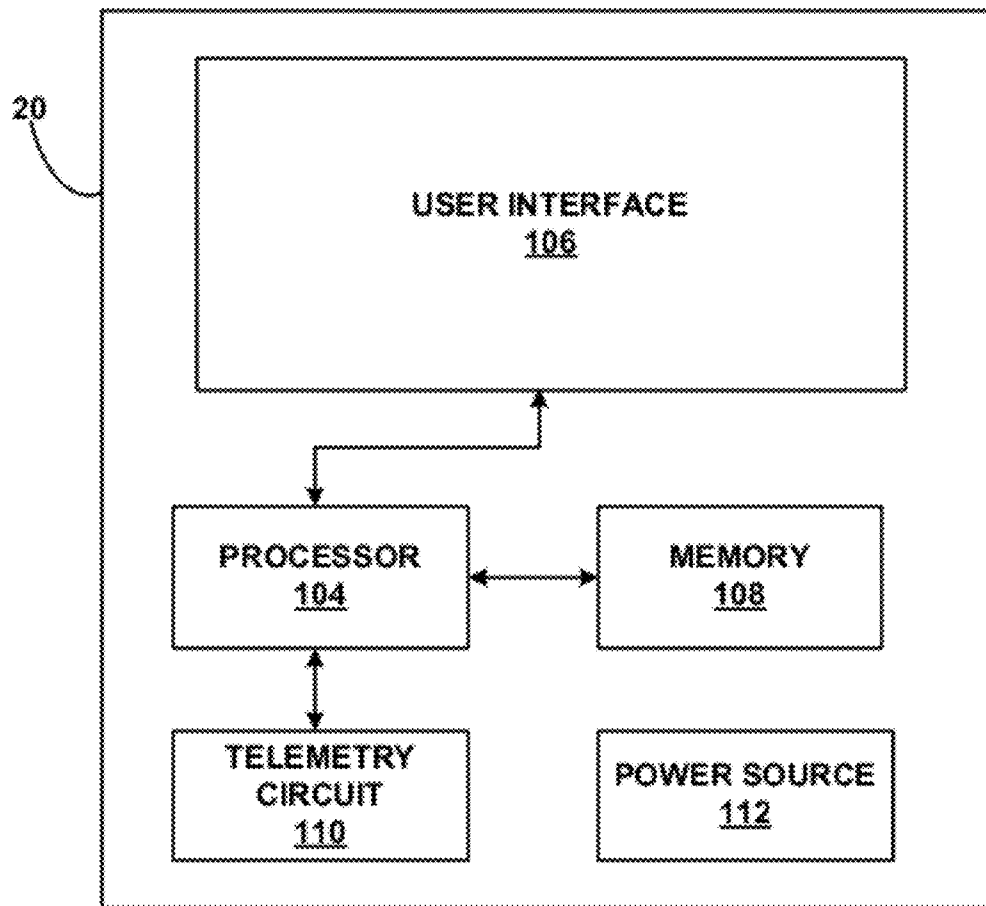 20
USER INTERFACE
106
PROCESSOR
104
MEMORY
108
TELEMETRY
CIRCUIT
110
POWER SOURCE
112